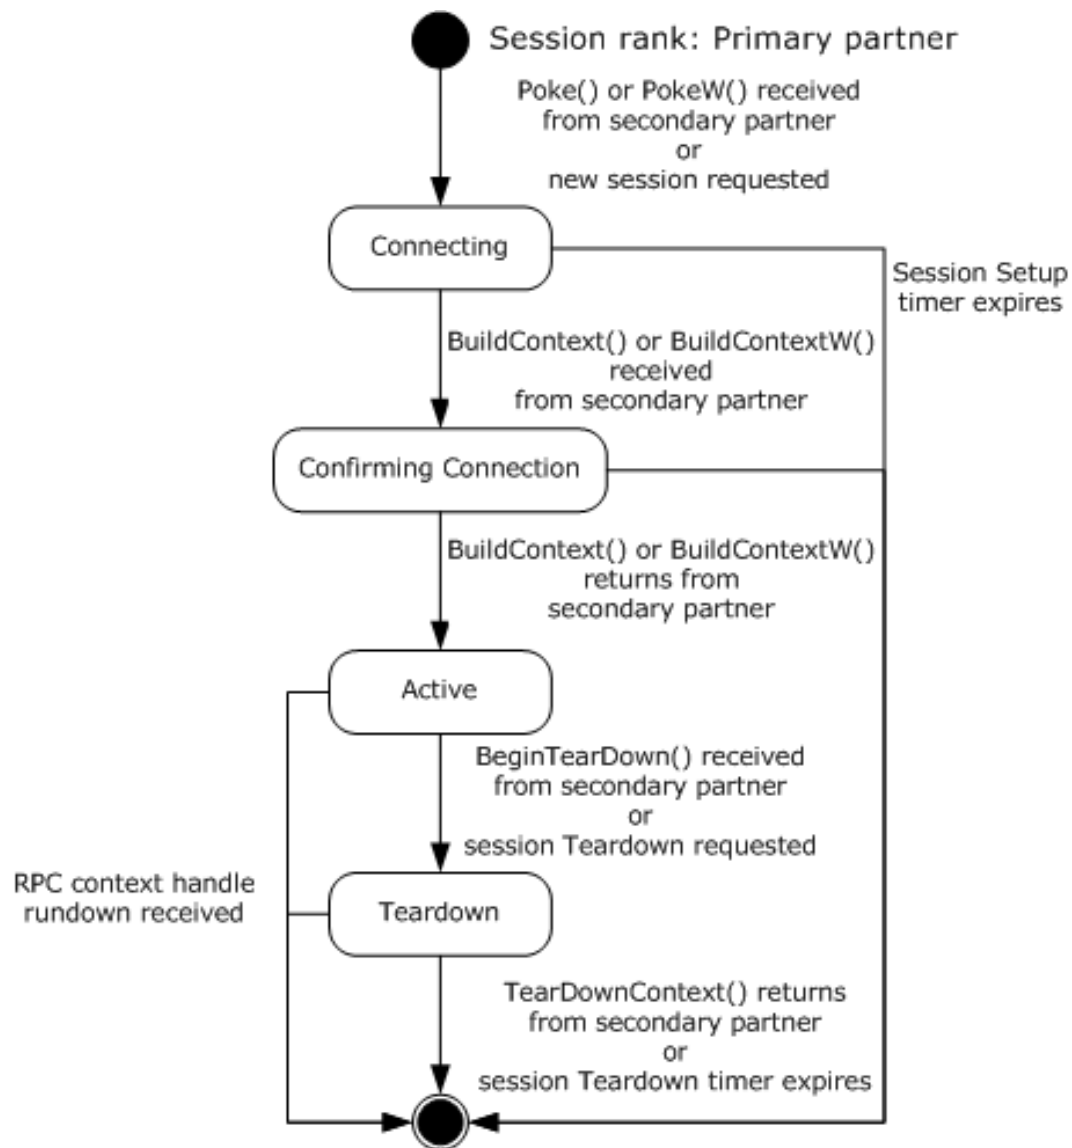 Session rank: Primary partner
Poke() or PokeW() received
from secondary partner
or
new session requested
Connecting
Session Setup
timer expires
BuildContext() or BuildContextW()
received
from secondary partner
Confirming Connection
BuildContext() or BuildContextW()
returns from
secondary partner
Active
BeginTearDown() received
from secondary partner
or
session Teardown requested
RPC context handle
rundown received
Teardown
TearDownContext() returns
from secondary partner
or
session Teardown timer expires